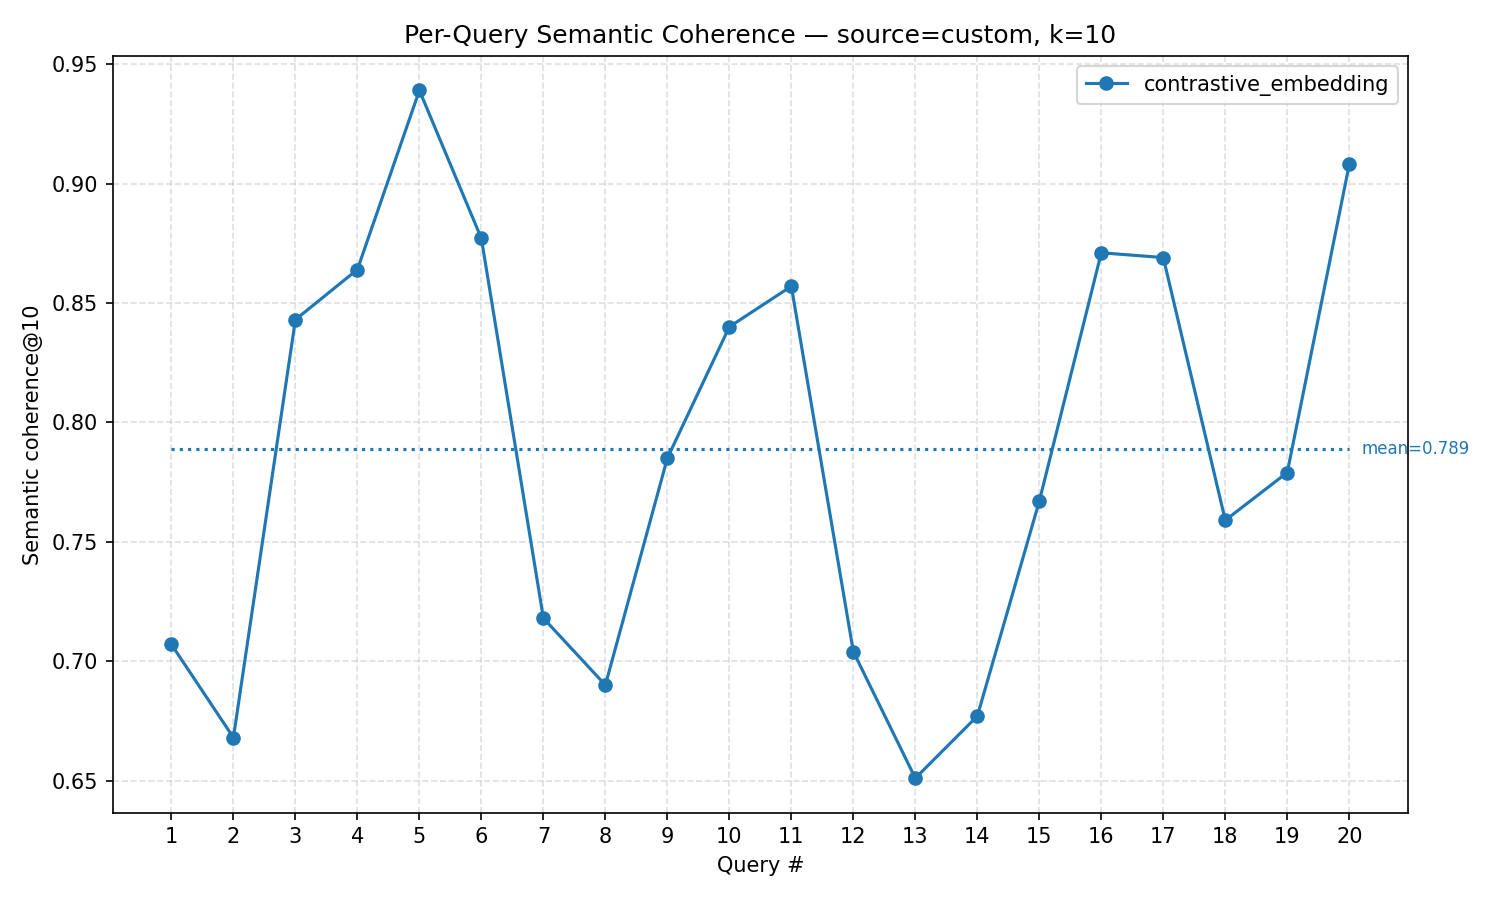 Per-Query Semantic Coherence — source=custom, k=10
contrastive_embedding
0.95
0.90
0.85
0.80
0.75
0.70
0.65
Semantic coherence@10
mean=0.789
1 2 3 4 5 6 7 8 9 10 11 12 13 14 15 16 17 18 19 20
Query #